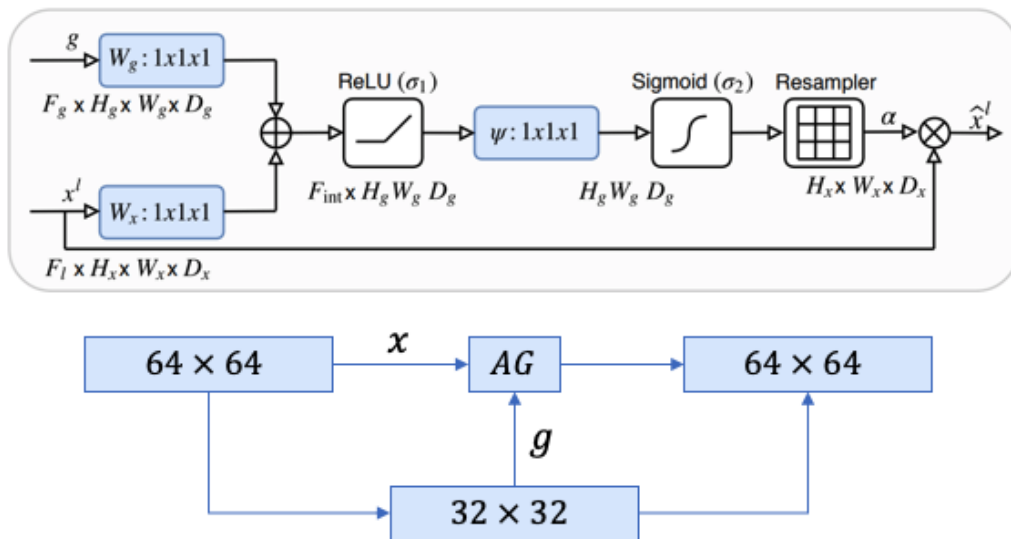 g
W_g : 1x1x1
F_g x H_g x W_g x D_g
x^l
W_x : 1x1x1
F_l x H_x x W_x x D_x
ReLU (σ_1)
F_int x H_g W_g D_g
ψ : 1x1x1
H_g W_g D_g
Sigmoid (σ_2)
Resampler
α
H_x x W_x x D_x
x̂^l
64 × 64
x
AG
64 × 64
g
32 × 32